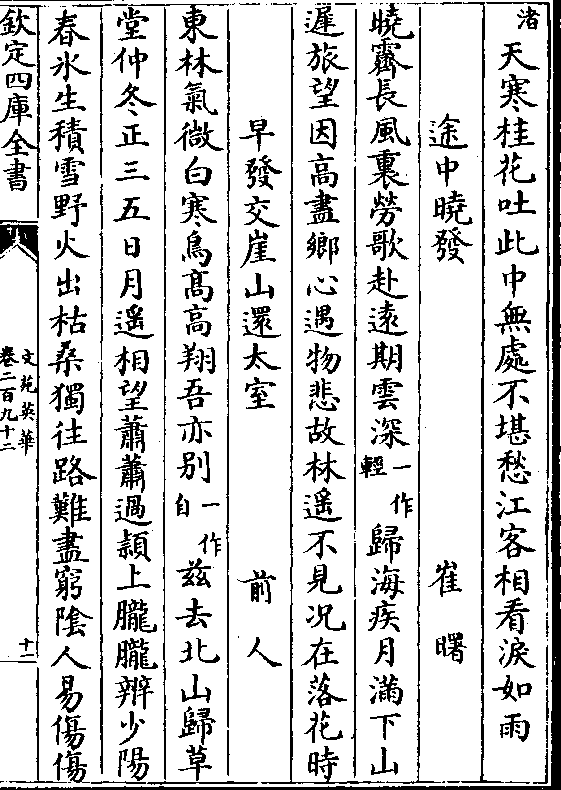 渚
天寒桂花吐此中無處不堪愁江客相看淚如雨
途中曉發　崔曙
曉霽長風裏勞歌赴遠期雲深一作輕歸海疾月滿下山
遲旅望因高盡鄉心遇物悲故林遥不見况在落花時
早發交崖山還太室　前人
東林氣微白寒鳥髙高翔吾亦别一作自兹去北山歸草
堂仲冬正三五日月遥相望蕭蕭過潁上朧朧辨少陽
春氷生積雪野火出枯桑獨往路難盡窮陰人易傷傷
欽定四庫全書
文苑英華
卷二百九十二
十二